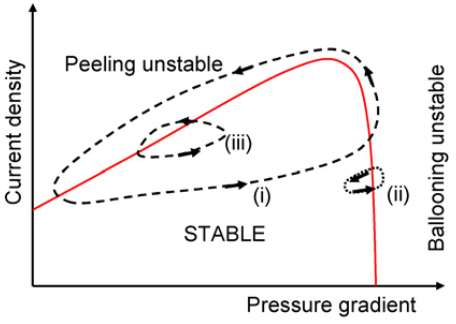 Current density
Peeling unstable
(iii)
(i)
(ii)
STABLE
Ballooning unstable
Pressure gradient